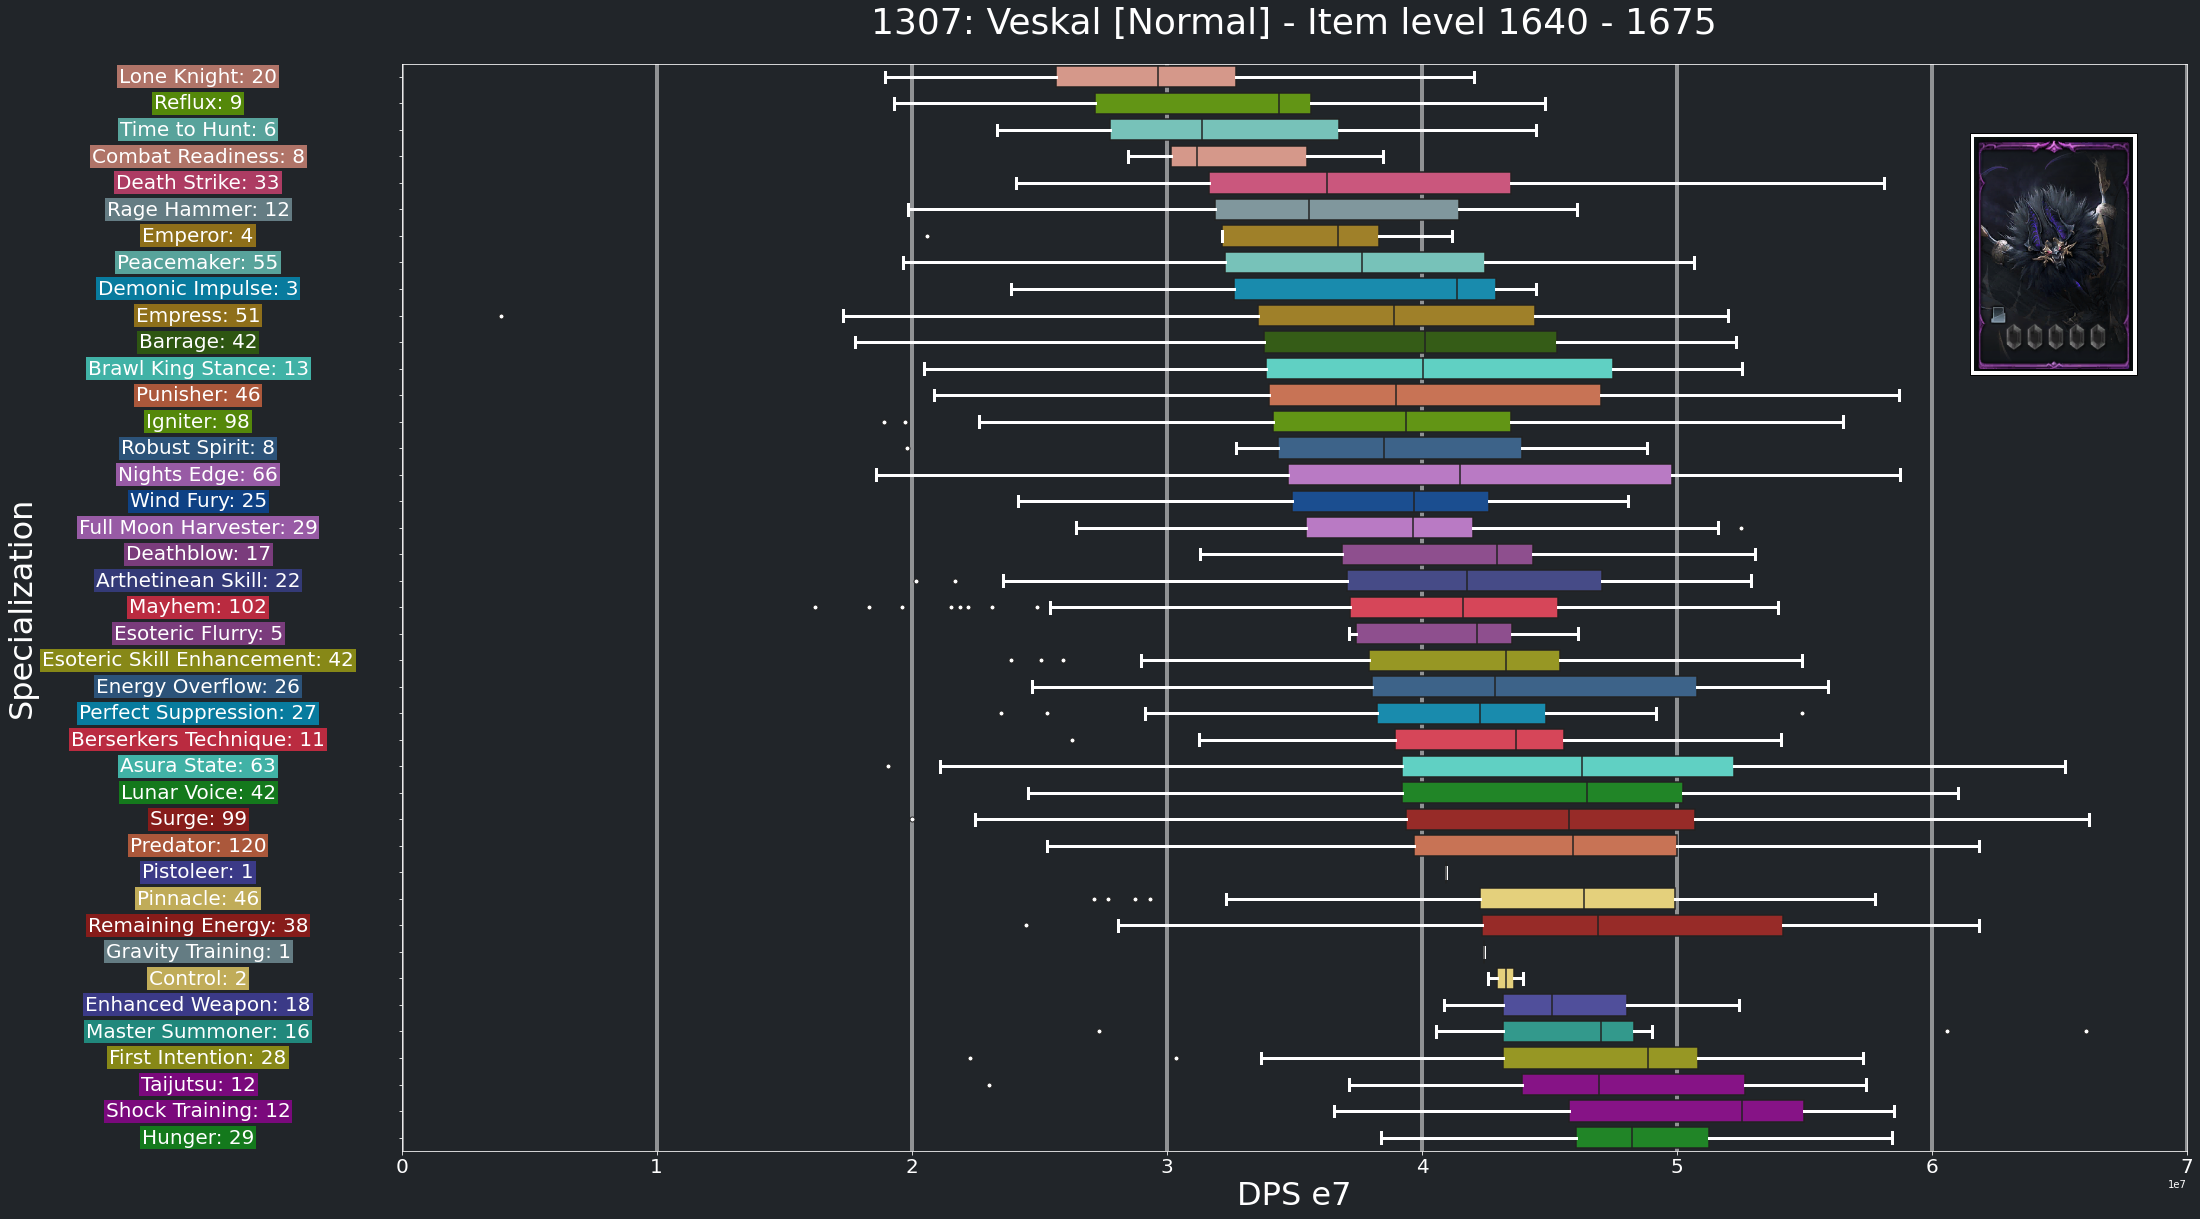 1307: Veskal [Normal] - Item level 1640 - 1675
Specialization
Lone Knight: 20
Reflux: 9
Time to Hunt: 6
Combat Readiness: 8
Death Strike: 33
Rage Hammer: 12
Emperor: 4
Peacemaker: 55
Demonic Impulse: 3
Empress: 51
Barrage: 42
Brawl King Stance: 13
Punisher: 46
Igniter: 98
Robust Spirit: 8
Nights Edge: 66
Wind Fury: 25
Full Moon Harvester: 29
Deathblow: 17
Arthetinean Skill: 22
Mayhem: 102
Esoteric Flurry: 5
Esoteric Skill Enhancement: 42
Energy Overflow: 26
Perfect Suppression: 27
Berserkers Technique: 11
Asura State: 63
Lunar Voice: 42
Surge: 99
Predator: 120
Pistoleer: 1
Pinnacle: 46
Remaining Energy: 38
Gravity Training: 1
Control: 2
Enhanced Weapon: 18
Master Summoner: 16
First Intention: 28
Taijutsu: 12
Shock Training: 12
Hunger: 29
0 1 2 3 4 5 6 7
DPS e7
1e7